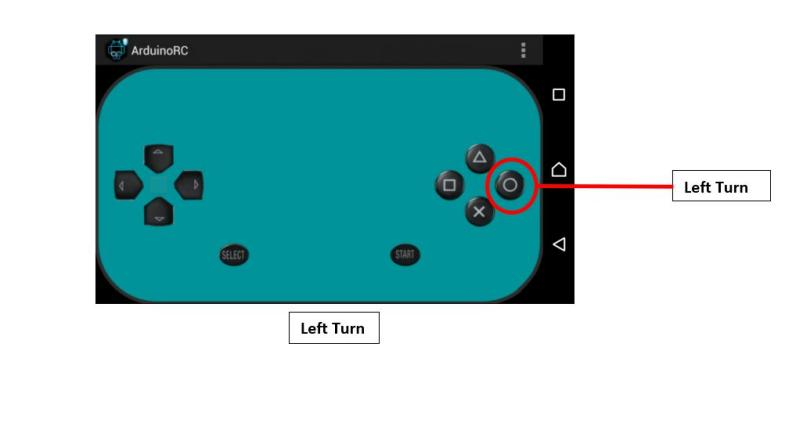 ArduinoRC
SELECT
START
Left Turn
Left Turn